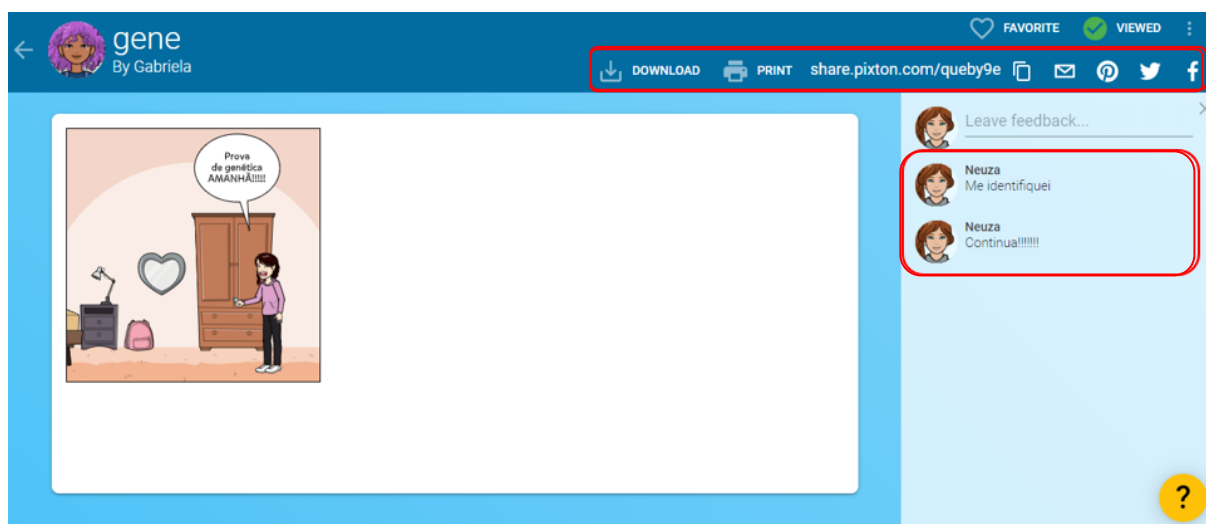 gene
By Gabriela
FAVORITE VIEWED
DOWNLOAD PRINT share.pixton.com/queby9e
Prova
de genética
AMANHÃ!!!!!
Leave feedback...
Neuza
Me identifiquei
Neuza
Continua!!!!!!!
?